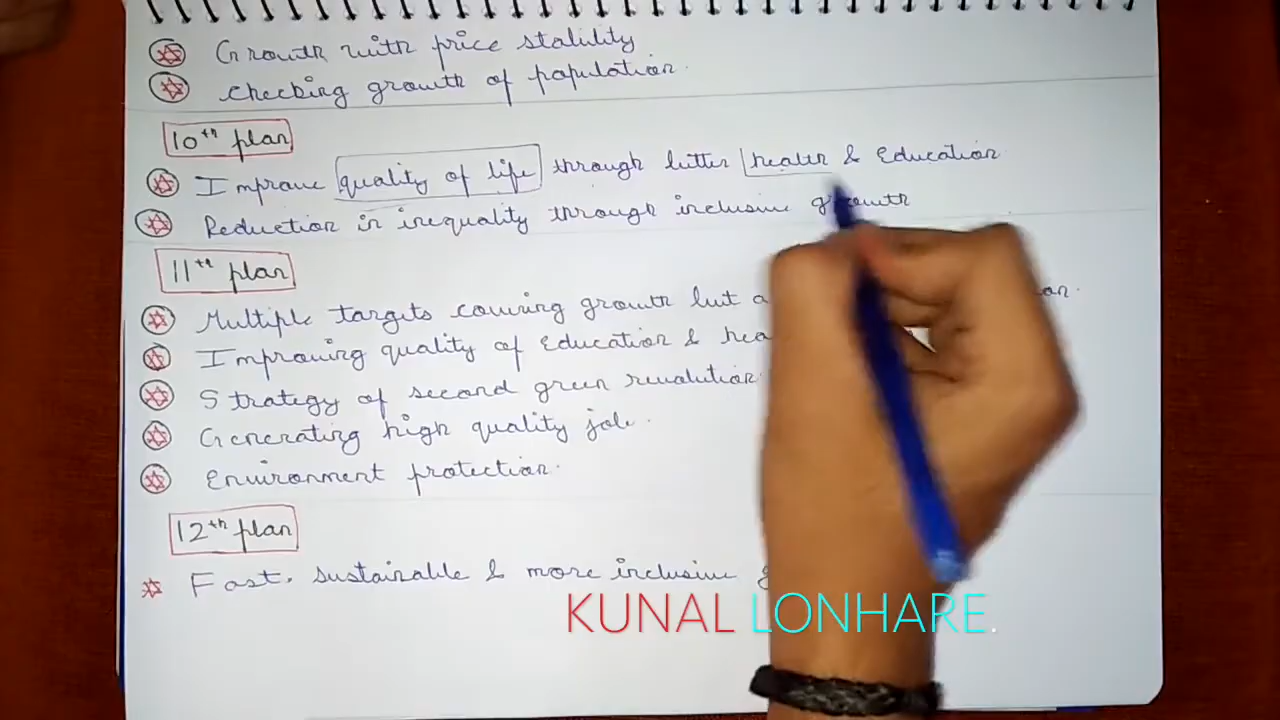 Growth with price stability
Checking growth of population.
10th plan
Improve quality of life through better health & Education
Reduction in inequality through inclusive growth
11th plan
Multiple targets covering growth but a
Improving quality of Education & hea
Strategy of second green revolution
Generating high quality job.
Environment protection.
12th plan
Fast, sustainable & more inclusive g
KUNAL LONHARE.